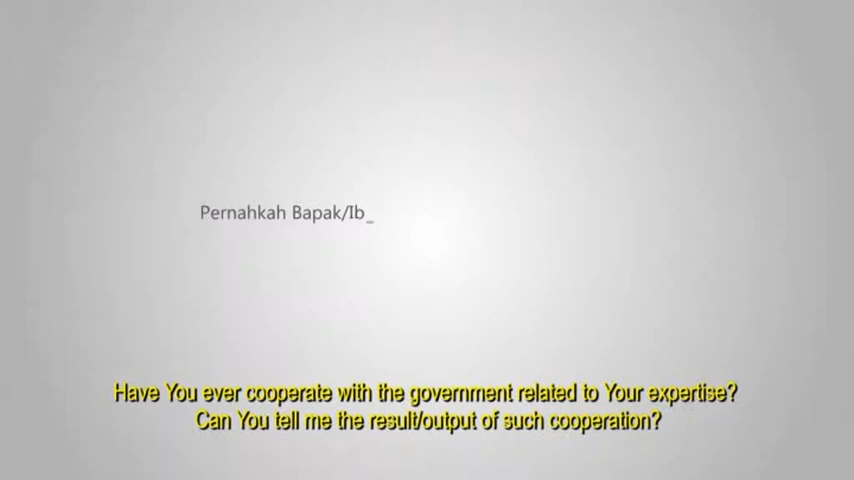 Pernahkah Bapak/Ib_
Have You ever cooperate with the government related to Your expertise?
Can You tell me the result/output of such cooperation?